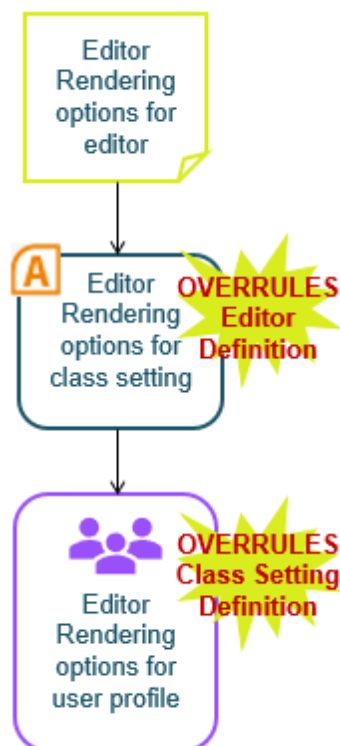 Editor
Rendering
options for
editor
A
Editor
Rendering
options for
class setting
OVERRULES
Editor
Definition
Editor
Rendering
options for
user profile
OVERRULES
Class Setting
Definition